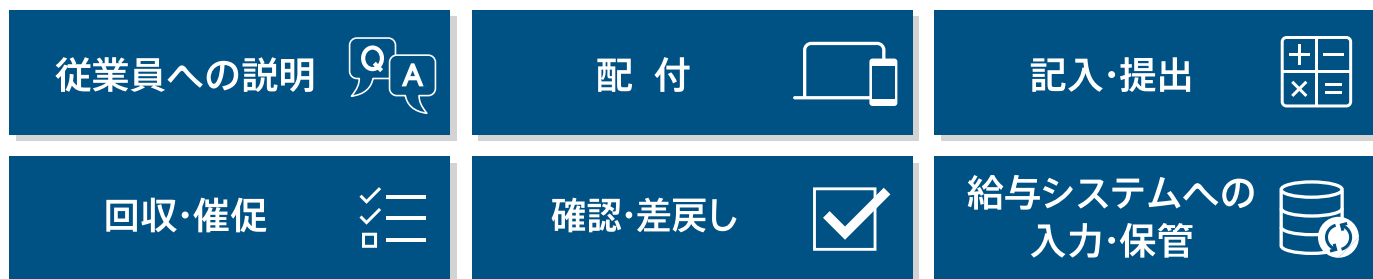 従業員への説明
Q
A
配 付
記入･提出
回収･催促
確認･差戻し
給与システムへの
入力･保管